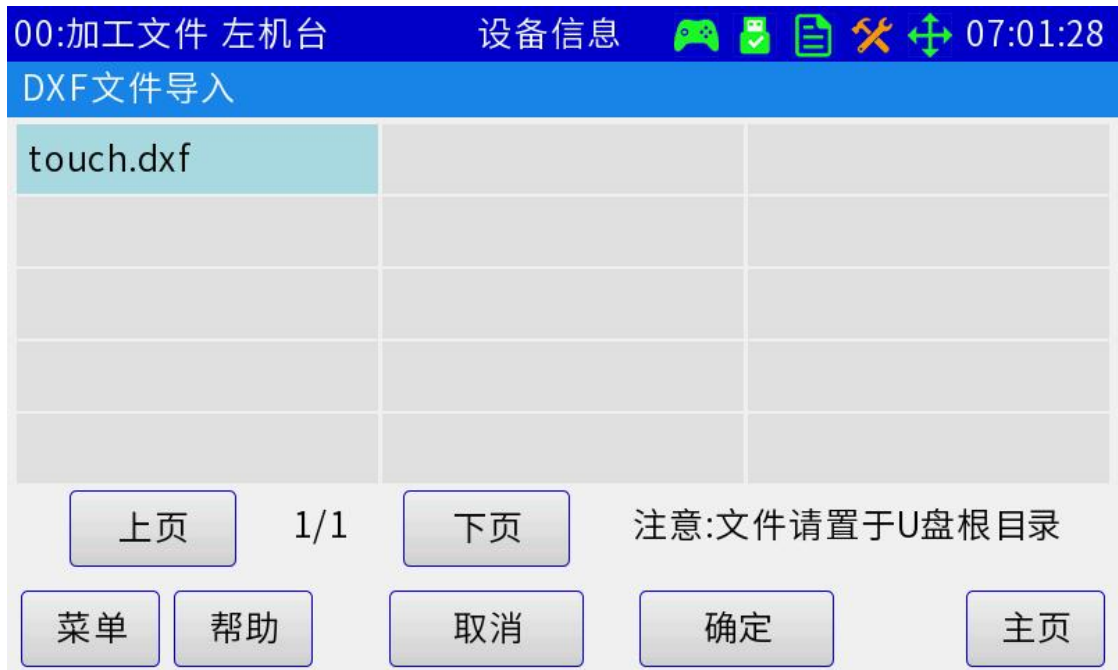 00:加工文件 左机台 设备信息 07:01:28
DXF文件导入
touch.dxf
上页 1/1 下页 注意:文件请置于U盘根目录
菜单 帮助 取消 确定 主页